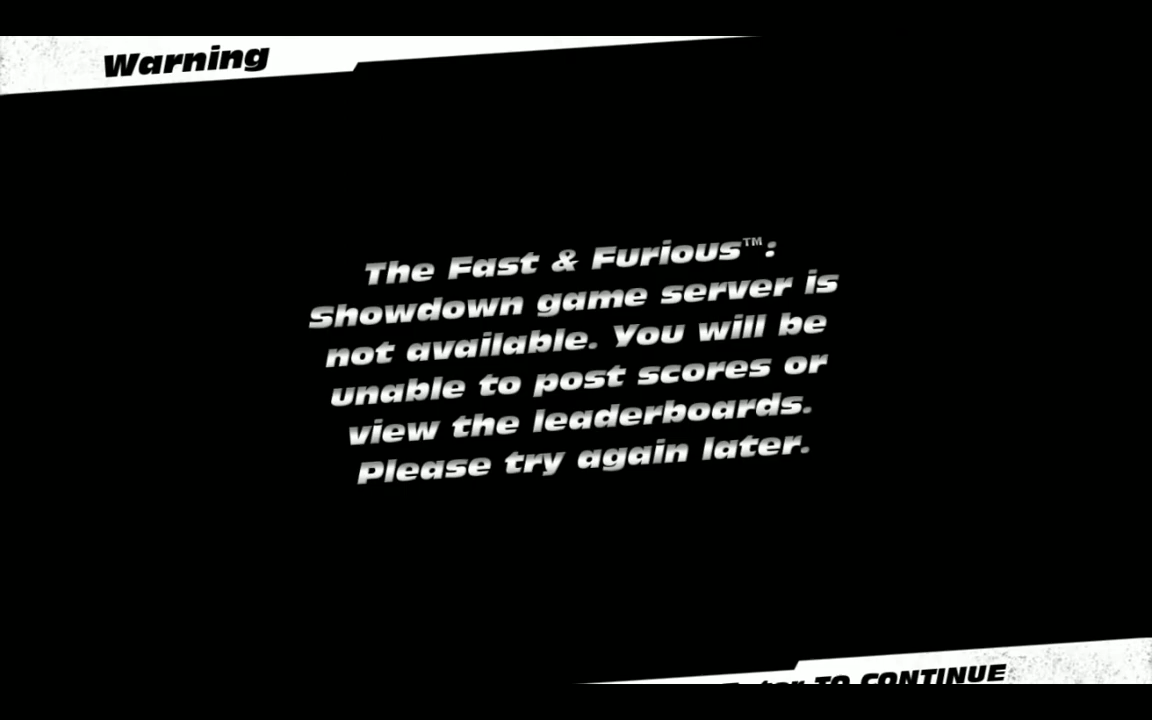 Warning
The Fast & Furious™:
Showdown game server is
not available. You will be
unable to post scores or
view the leaderboards.
Please try again later.
Enter TO CONTINUE